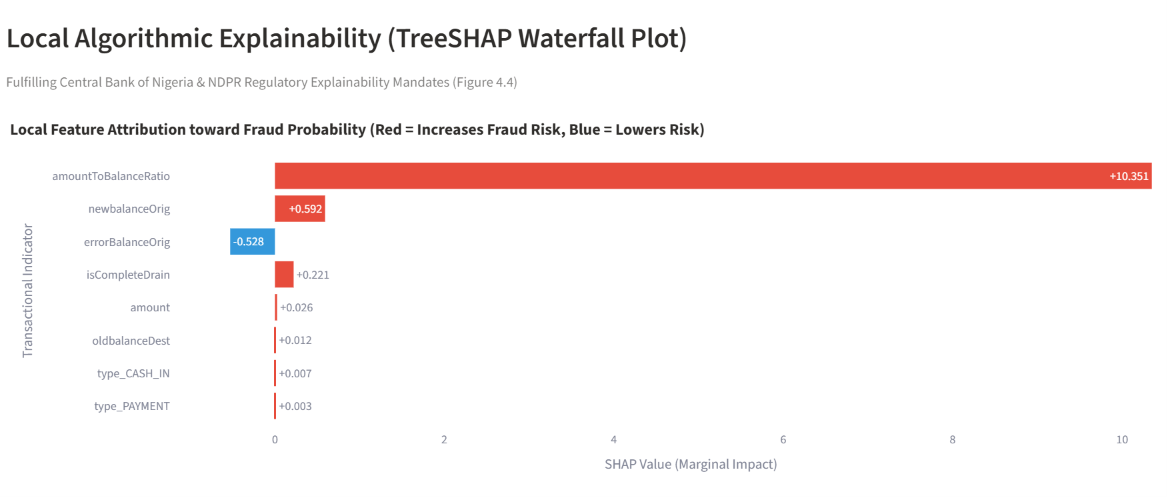 Local Algorithmic Explainability (TreeSHAP Waterfall Plot)
Fulfilling Central Bank of Nigeria & NDPR Regulatory Explainability Mandates (Figure 4.4)
Local Feature Attribution toward Fraud Probability (Red = Increases Fraud Risk, Blue = Lowers Risk)
Transactional Indicator
amountToBalanceRatio +10.351
newbalanceOrig +0.592
errorBalanceOrig -0.528
isCompleteDrain +0.221
amount +0.026
oldbalanceDest +0.012
type_CASH_IN +0.007
type_PAYMENT +0.003
0 2 4 6 8 10
SHAP Value (Marginal Impact)